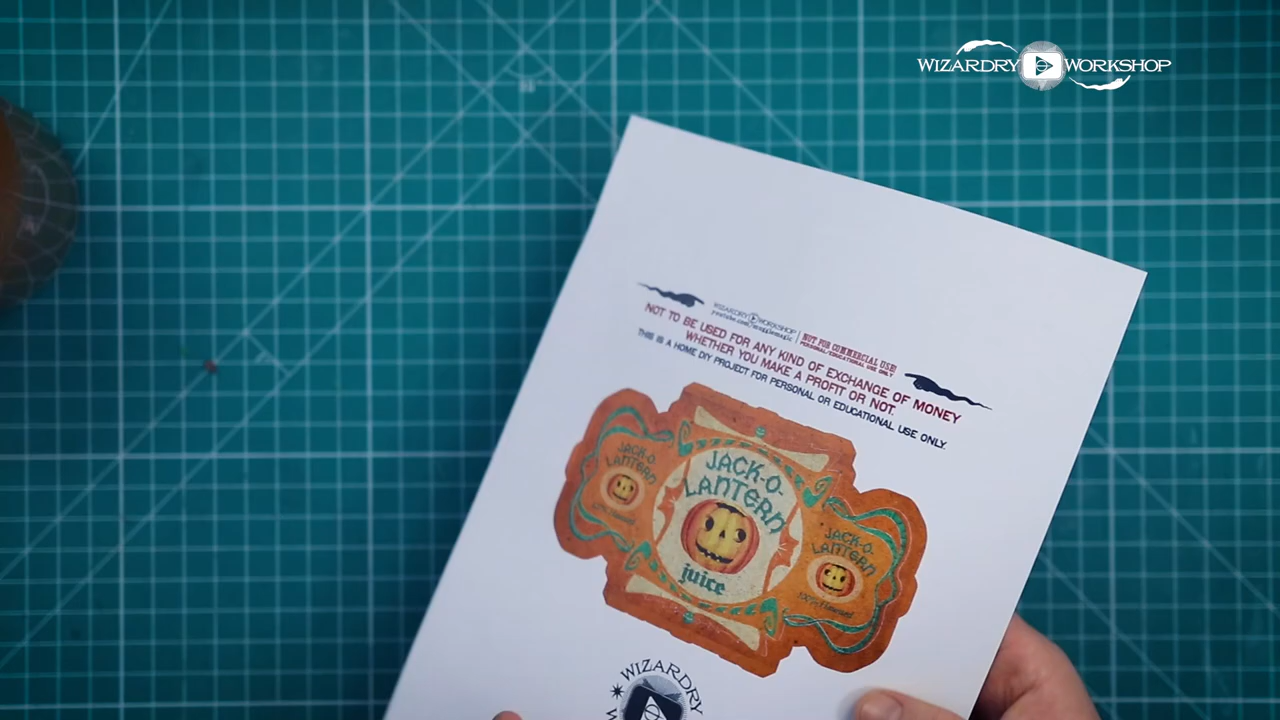 WIZARDRY WORKSHOP
WIZARDRY WORKSHOP
NOT FOR COMMERCIAL USE!
PERSONAL/EDUCATIONAL USE ONLY
NOT TO BE USED FOR ANY KIND OF EXCHANGE OF MONEY
WHETHER YOU MAKE A PROFIT OR NOT.
THIS IS A HOME DIY PROJECT FOR PERSONAL OR EDUCATIONAL USE ONLY.
JACK-O-
LANTERN
JACK-O-
LANTERN
juice
JACK-O-
LANTERN
WIZARDRY